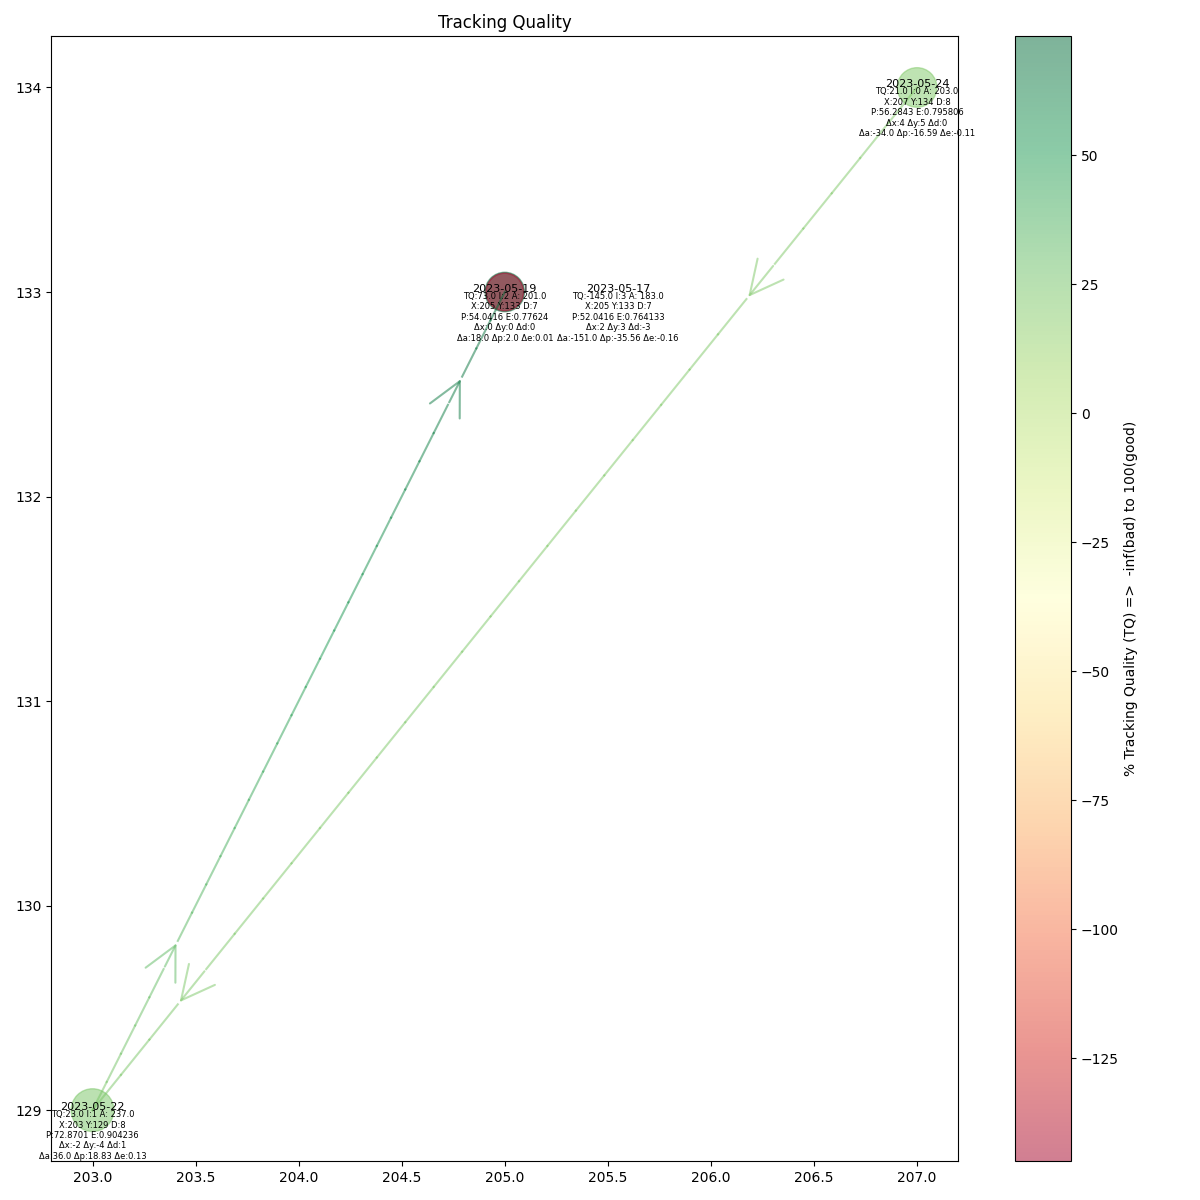 Tracking Quality
134
133
132
131
130
129
203.0
203.5
204.0
204.5
205.0
205.5
206.0
206.5
207.0
2023-05-24
TQ:21.0 I:0 A: 203.0
X:207 Y:134 D:8
P:56.2843 E:0.795806
Δx:4 Δy:5 Δd:0
Δa:-34.0 Δp:-16.59 Δe:-0.11
2023-05-19
TQ:73.0 I:2 A: 201.0
X:205 Y:133 D:7
P:54.0416 E:0.77624
Δx:0 Δy:0 Δd:0
Δa:18.0 Δp:2.0 Δe:0.01
2023-05-17
TQ:-145.0 I:3 A: 183.0
X:205 Y:133 D:7
P:52.0416 E:0.764133
Δx:2 Δy:3 Δd:-3
Δa:-151.0 Δp:-35.56 Δe:-0.16
2023-05-22
TQ:23.0 I:1 A: 237.0
X:203 Y:129 D:8
P:72.8701 E:0.904236
Δx:-2 Δy:-4 Δd:1
Δa:36.0 Δp:18.83 Δe:0.13
50
25
0
−25
−50
−75
−100
−125
% Tracking Quality (TQ) =>  -inf(bad) to 100(good)